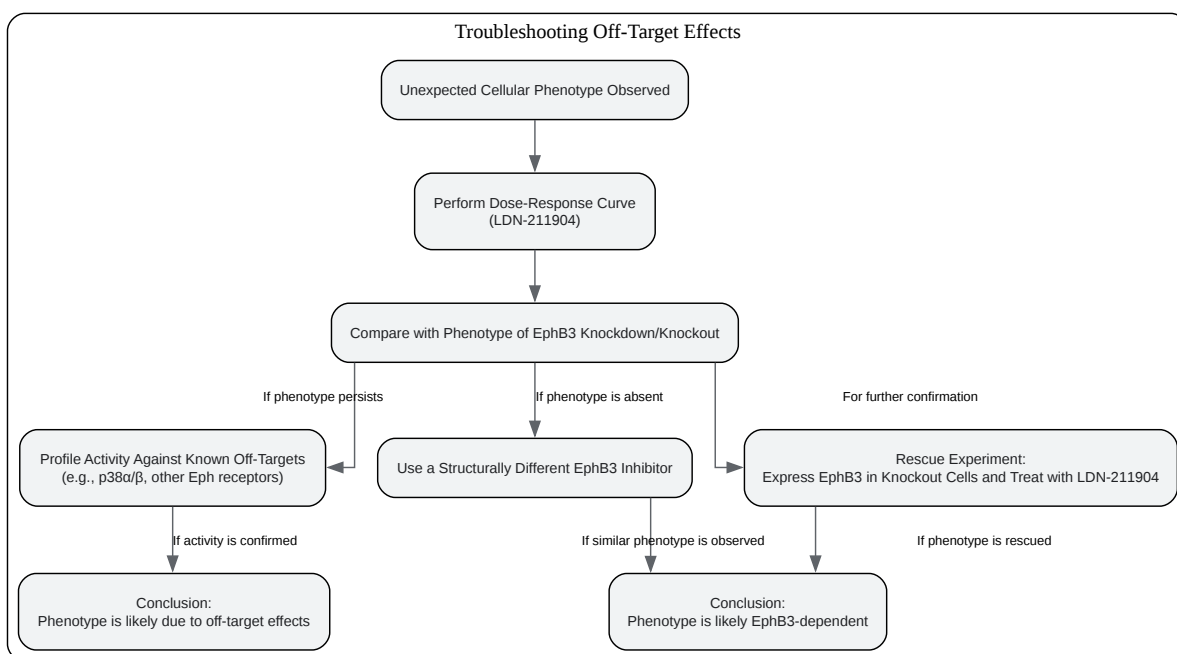 Troubleshooting Off-Target Effects
Unexpected Cellular Phenotype Observed
Perform Dose-Response Curve
(LDN-211904)
Compare with Phenotype of EphB3 Knockdown/Knockout
If phenotype persists
If phenotype is absent
For further confirmation
Profile Activity Against Known Off-Targets
(e.g., p38α/β, other Eph receptors)
Use a Structurally Different EphB3 Inhibitor
Rescue Experiment:
Express EphB3 in Knockout Cells and Treat with LDN-211904
If activity is confirmed
If similar phenotype is observed
If phenotype is rescued
Conclusion:
Phenotype is likely due to off-target effects
Conclusion:
Phenotype is likely EphB3-dependent